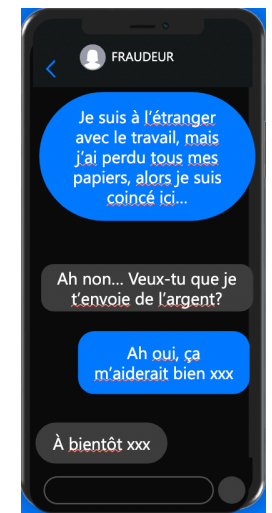 FRAUDEUR
Je suis à l'étranger
avec le travail, mais
j'ai perdu tous mes
papiers, alors je suis
coincé ici...
Ah non... Veux-tu que je
t'envoie de l'argent?
Ah oui, ça
m'aiderait bien xxx
À bientôt xxx